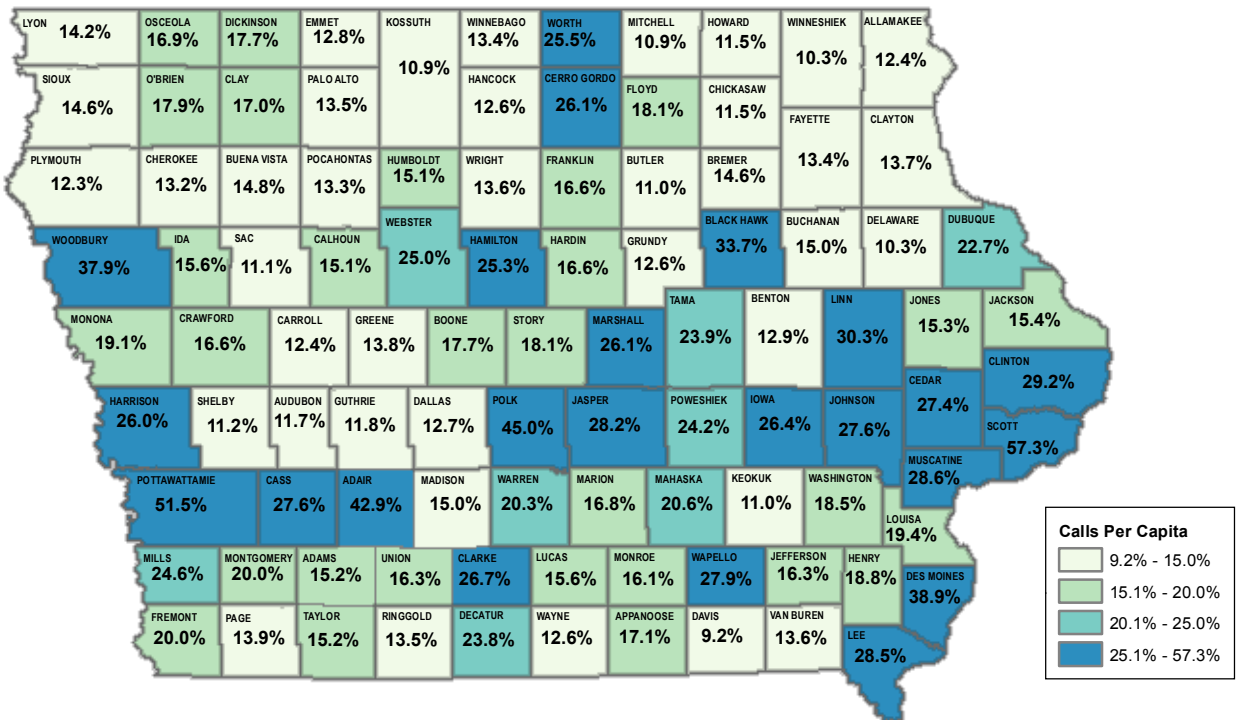 LYON
14.2%
OSCEOLA
16.9%
DICKINSON
17.7%
EMMET
12.8%
KOSSUTH
10.9%
WINNEBAGO
13.4%
WORTH
25.5%
MITCHELL
10.9%
HOWARD
11.5%
WINNESHIEK
10.3%
ALLAMAKEE
12.4%
SIOUX
14.6%
O'BRIEN
17.9%
CLAY
17.0%
PALO ALTO
13.5%
HANCOCK
12.6%
CERRO GORDO
26.1%
FLOYD
18.1%
CHICKASAW
11.5%
FAYETTE
13.4%
CLAYTON
13.7%
PLYMOUTH
12.3%
CHEROKEE
13.2%
BUENA VISTA
14.8%
POCAHONTAS
13.3%
HUMBOLDT
15.1%
WRIGHT
13.6%
FRANKLIN
16.6%
BUTLER
11.0%
BREMER
14.6%
WOODBURY
37.9%
IDA
15.6%
SAC
11.1%
CALHOUN
15.1%
WEBSTER
25.0%
HAMILTON
25.3%
HARDIN
16.6%
GRUNDY
12.6%
BLACK HAWK
33.7%
BUCHANAN
15.0%
DELAWARE
10.3%
DUBUQUE
22.7%
MONONA
19.1%
CRAWFORD
16.6%
CARROLL
12.4%
GREENE
13.8%
BOONE
17.7%
STORY
18.1%
MARSHALL
26.1%
TAMA
23.9%
BENTON
12.9%
LINN
30.3%
JONES
15.3%
JACKSON
15.4%
CLINTON
29.2%
HARRISON
26.0%
SHELBY
11.2%
AUDUBON
11.7%
GUTHRIE
11.8%
DALLAS
12.7%
POLK
45.0%
JASPER
28.2%
POWESHIEK
24.2%
IOWA
26.4%
JOHNSON
27.6%
CEDAR
27.4%
SCOTT
57.3%
MUSCATINE
28.6%
POTTAWATTAMIE
51.5%
CASS
27.6%
ADAIR
42.9%
MADISON
15.0%
WARREN
20.3%
MARION
16.8%
MAHASKA
20.6%
KEOKUK
11.0%
WASHINGTON
18.5%
LOUISA
19.4%
MILLS
24.6%
MONTGOMERY
20.0%
ADAMS
15.2%
UNION
16.3%
CLARKE
26.7%
LUCAS
15.6%
MONROE
16.1%
WAPELLO
27.9%
JEFFERSON
16.3%
HENRY
18.8%
DES MOINES
38.9%
FREMONT
20.0%
PAGE
13.9%
TAYLOR
15.2%
RINGGOLD
13.5%
DECATUR
23.8%
WAYNE
12.6%
APPANOOSE
17.1%
DAVIS
9.2%
VAN BUREN
13.6%
LEE
28.5%
Calls Per Capita
9.2% - 15.0%
15.1% - 20.0%
20.1% - 25.0%
25.1% - 57.3%